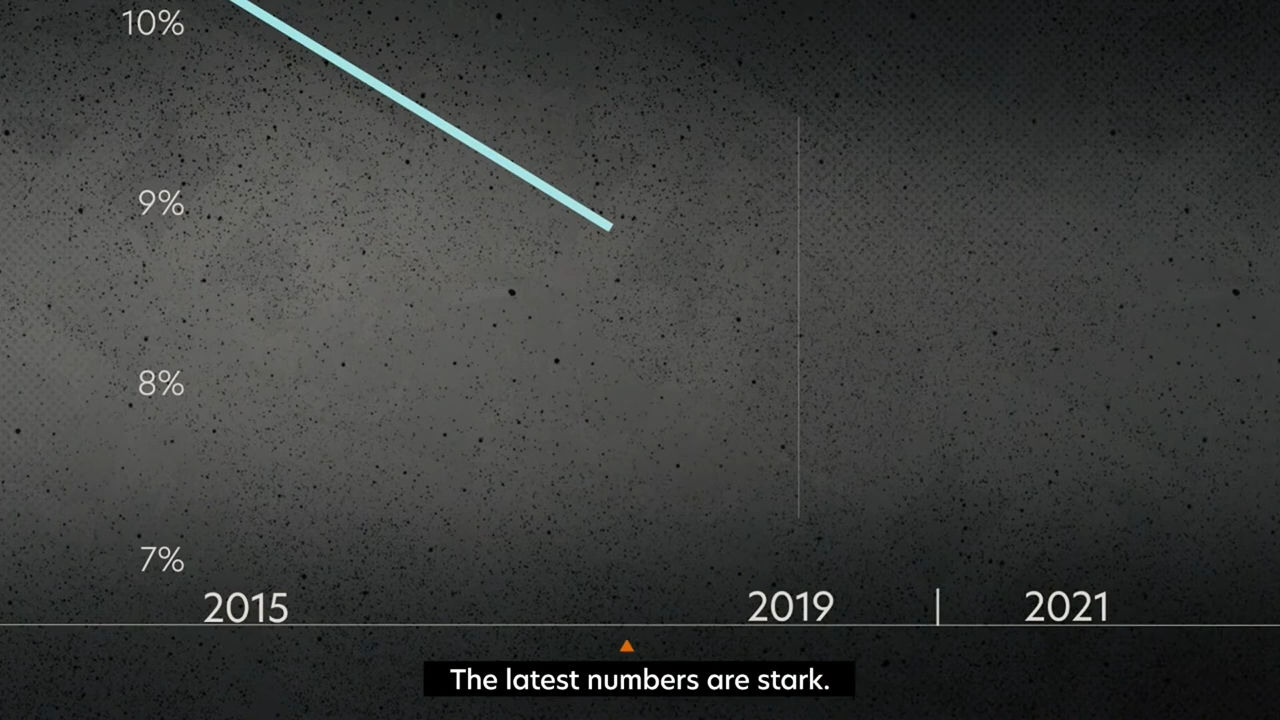 10%
9%
8%
7%
2015 2019 2021
The latest numbers are stark.